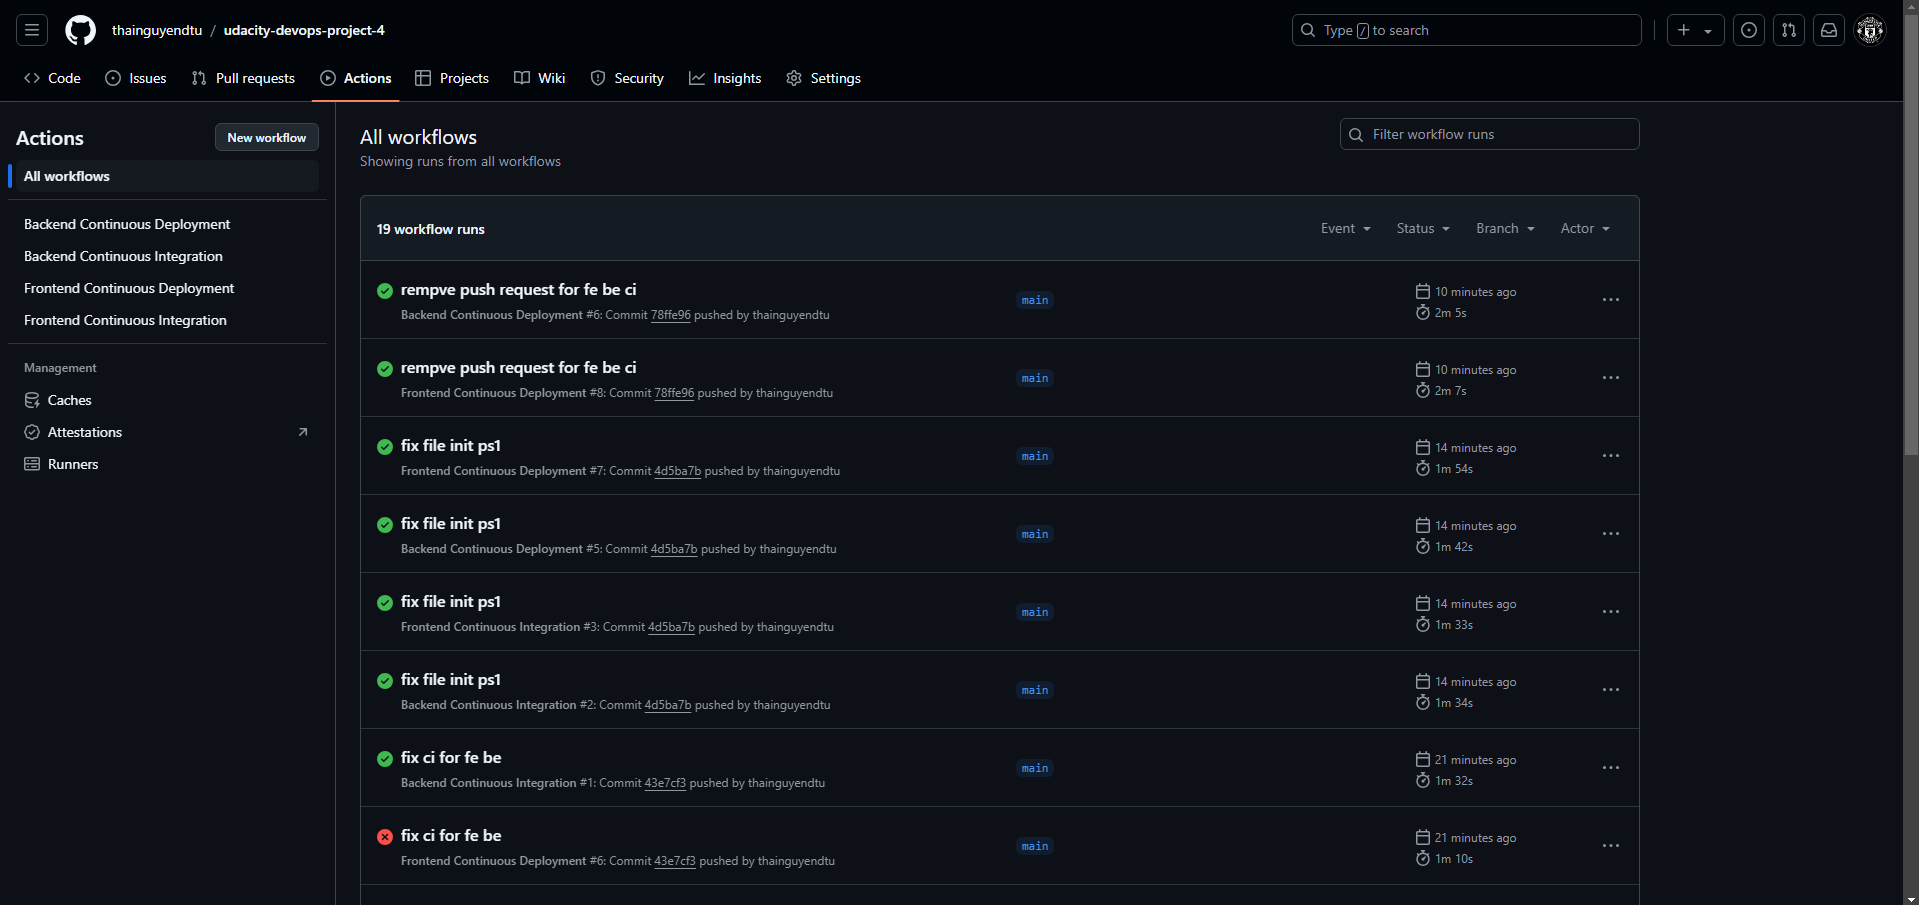 thainguyendtu / udacity-devops-project-4
Type / to search
Code Issues Pull requests Actions Projects Wiki Security Insights Settings
Actions
New workflow
All workflows
Backend Continuous Deployment
Backend Continuous Integration
Frontend Continuous Deployment
Frontend Continuous Integration
Management
Caches
Attestations
Runners
All workflows
Showing runs from all workflows
Filter workflow runs
19 workflow runs
Event Status Branch Actor
rempve push request for fe be ci
Backend Continuous Deployment #6: Commit 78ffe96 pushed by thainguyendtu
main
10 minutes ago
2m 5s
rempve push request for fe be ci
Frontend Continuous Deployment #8: Commit 78ffe96 pushed by thainguyendtu
main
10 minutes ago
2m 7s
fix file init ps1
Frontend Continuous Deployment #7: Commit 4d5ba7b pushed by thainguyendtu
main
14 minutes ago
1m 54s
fix file init ps1
Backend Continuous Deployment #5: Commit 4d5ba7b pushed by thainguyendtu
main
14 minutes ago
1m 42s
fix file init ps1
Frontend Continuous Integration #3: Commit 4d5ba7b pushed by thainguyendtu
main
14 minutes ago
1m 33s
fix file init ps1
Backend Continuous Integration #2: Commit 4d5ba7b pushed by thainguyendtu
main
14 minutes ago
1m 34s
fix ci for fe be
Backend Continuous Integration #1: Commit 43e7cf3 pushed by thainguyendtu
main
21 minutes ago
1m 32s
fix ci for fe be
Frontend Continuous Deployment #6: Commit 43e7cf3 pushed by thainguyendtu
main
21 minutes ago
1m 10s